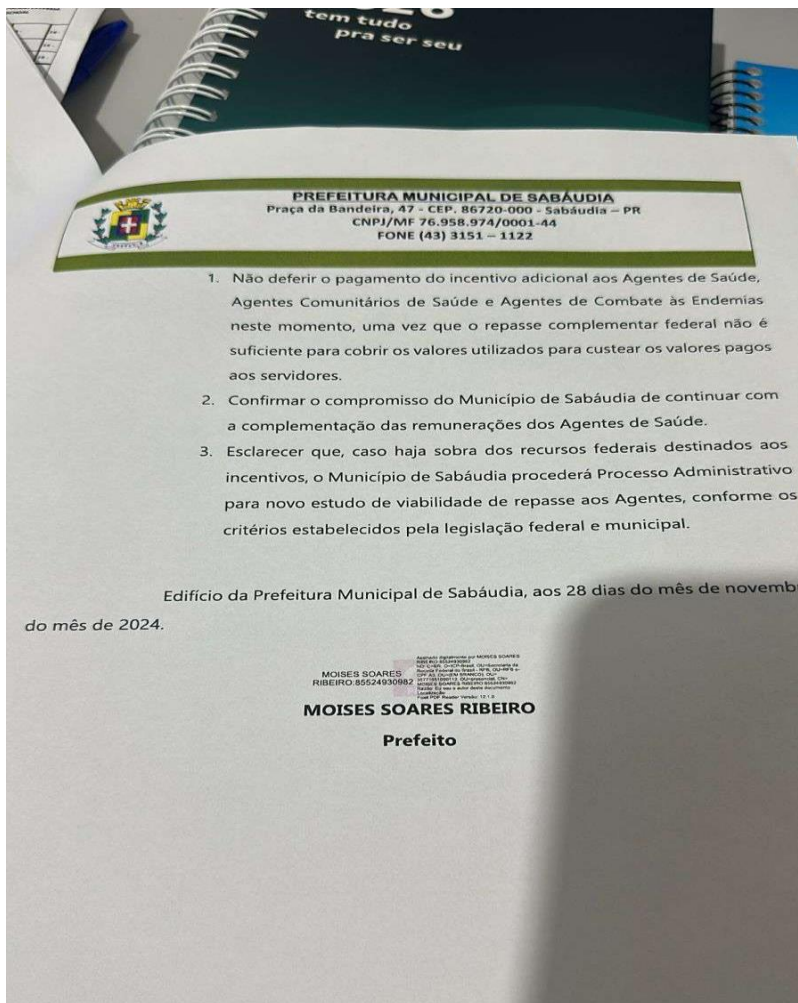 tem tudo
pra ser seu
PREFEITURA MUNICIPAL DE SABÁUDIA
Praça da Bandeira, 47 - CEP. 86720-000 - Sabáudia – PR
CNPJ/MF 76.958.974/0001-44
FONE (43) 3151 – 1122
1. Não deferir o pagamento do incentivo adicional aos Agentes de Saúde,
Agentes Comunitários de Saúde e Agentes de Combate às Endemias
neste momento, uma vez que o repasse complementar federal não é
suficiente para cobrir os valores utilizados para custear os valores pagos
aos servidores.
2. Confirmar o compromisso do Município de Sabáudia de continuar com
a complementação das remunerações dos Agentes de Saúde.
3. Esclarecer que, caso haja sobra dos recursos federais destinados aos
incentivos, o Município de Sabáudia procederá Processo Administrativo
para novo estudo de viabilidade de repasse aos Agentes, conforme os
critérios estabelecidos pela legislação federal e municipal.
Edifício da Prefeitura Municipal de Sabáudia, aos 28 dias do mês de novemb
do mês de 2024.
MOISES SOARES
RIBEIRO:85524930982
Assinado digitalmente por MOISES SOARES
RIBEIRO:85524930982
MOISES SOARES RIBEIRO
Prefeito